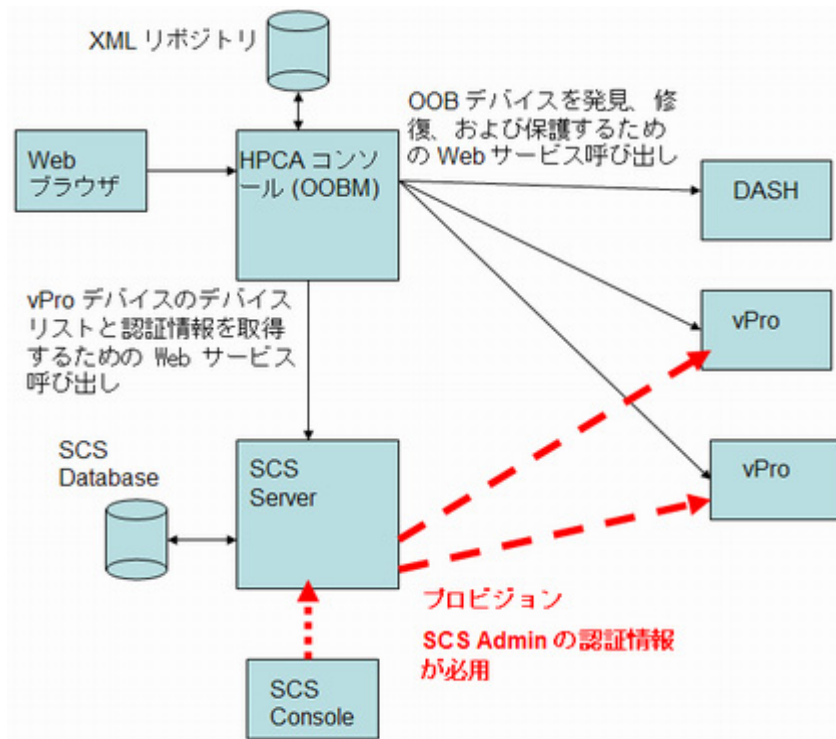 XML リポジトリ
OOB デバイスを発見、修
復、および保護するため
の Web サービス呼び出し
Web
ブラウザ
HPCA コンソ
ール (OOBM)
DASH
vPro デバイスのデバイス
リストと認証情報を取得
するための Web サービス
呼び出し
vPro
SCS
Database
SCS
Server
vPro
プロビジョン
SCS Admin の認証情報
が必用
SCS
Console